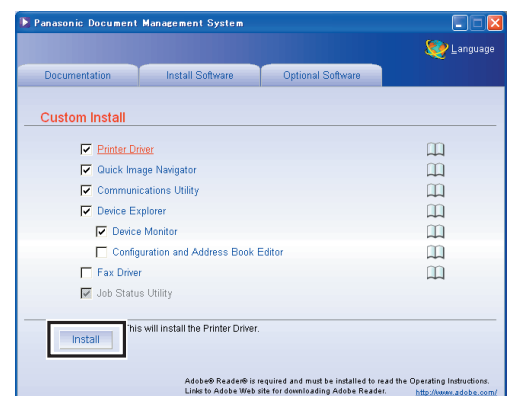 Panasonic Document Management System
Language
Documentation Install Software Optional Software
Custom Install
Printer Driver
Quick Image Navigator
Communications Utility
Device Explorer
Device Monitor
Configuration and Address Book Editor
Fax Driver
Job Status Utility
This will install the Printer Driver.
Install
Adobe® Reader® is required and must be installed to read the Operating Instructions.
Links to Adobe Web site for downloading Adobe Reader. http://www.adobe.com/